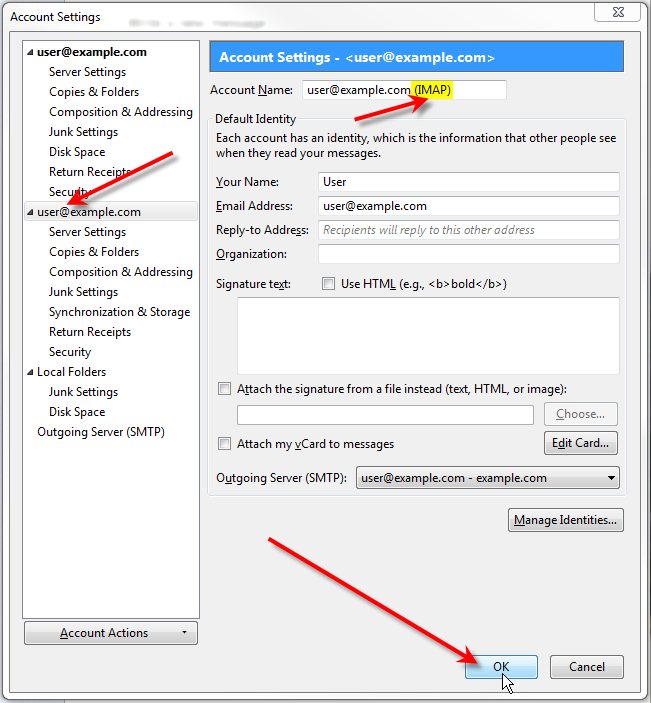 Account Settings
user@example.com
Server Settings
Copies & Folders
Composition & Addressing
Junk Settings
Disk Space
Return Receipts
Security
user@example.com
Server Settings
Copies & Folders
Composition & Addressing
Junk Settings
Synchronization & Storage
Return Receipts
Security
Local Folders
Junk Settings
Disk Space
Outgoing Server (SMTP)
Account Actions
Account Settings - <user@example.com>
Account Name: user@example.com (IMAP)
Default Identity
Each account has an identity, which is the information that other people see
when they read your messages.
Your Name: User
Email Address: user@example.com
Reply-to Address: Recipients will reply to this other address
Organization:
Signature text: Use HTML (e.g., <b>bold</b>)
Attach the signature from a file instead (text, HTML, or image):
Choose...
Attach my vCard to messages
Edit Card...
Outgoing Server (SMTP): user@example.com - example.com
Manage Identities...
OK Cancel